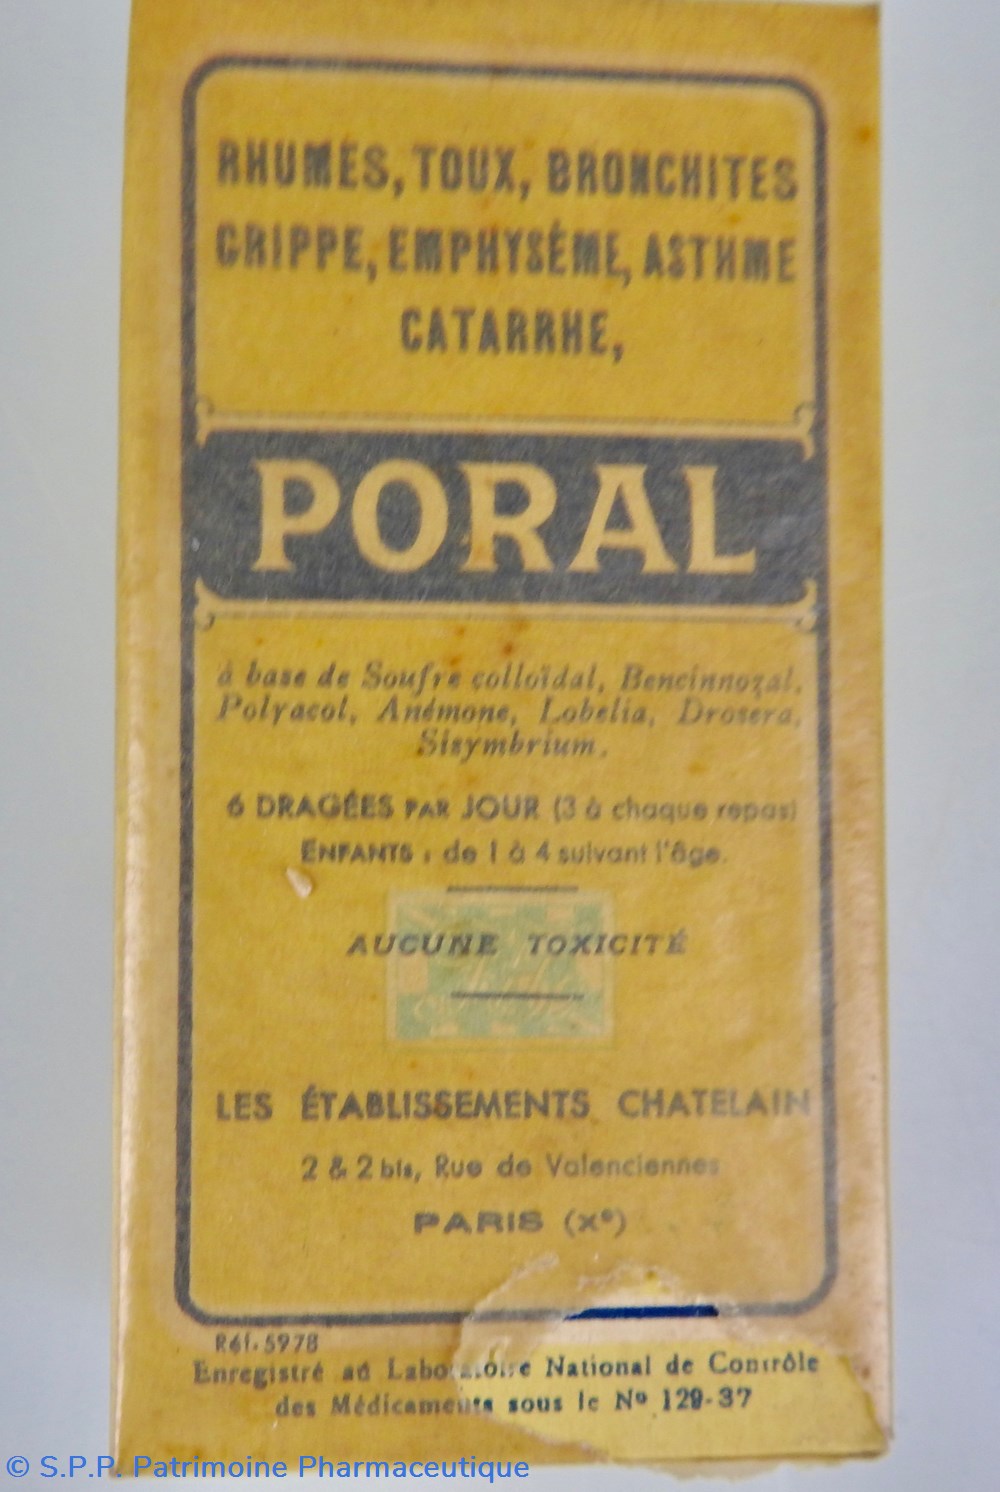 RHUMES, TOUX, BRONCHITES
GRIPPE, EMPHYSÈME, ASTHME
CATARRHE,
PORAL
à base de Soufre colloïdal, Bencinnozal,
Polyacol, Anémone, Lobelia, Drosera,
Sisymbrium.
6 DRAGÉES PAR JOUR (3 à chaque repas)
ENFANTS : de 1 à 4 suivant l'âge.
AUCUNE TOXICITÉ
LES ÉTABLISSEMENTS CHATELAIN
2 & 2 bis, Rue de Valenciennes
PARIS (Xe)
Réf. 5978
Enregistré au Laboratoire National de Contrôle
des Médicaments sous le No 129-37
© S.P.P. Patrimoine Pharmaceutique